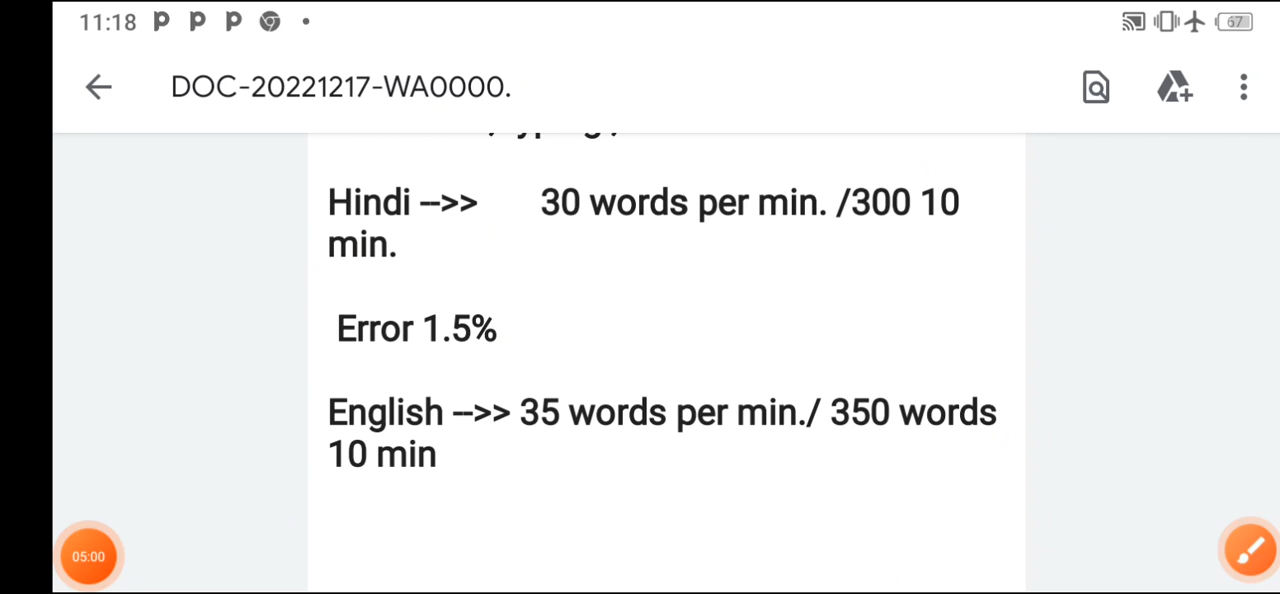 11:18
67
DOC-20221217-WA0000.
Hindi -->> 30 words per min. /300 10
min.
Error 1.5%
English -->> 35 words per min./ 350 words
10 min
05:00